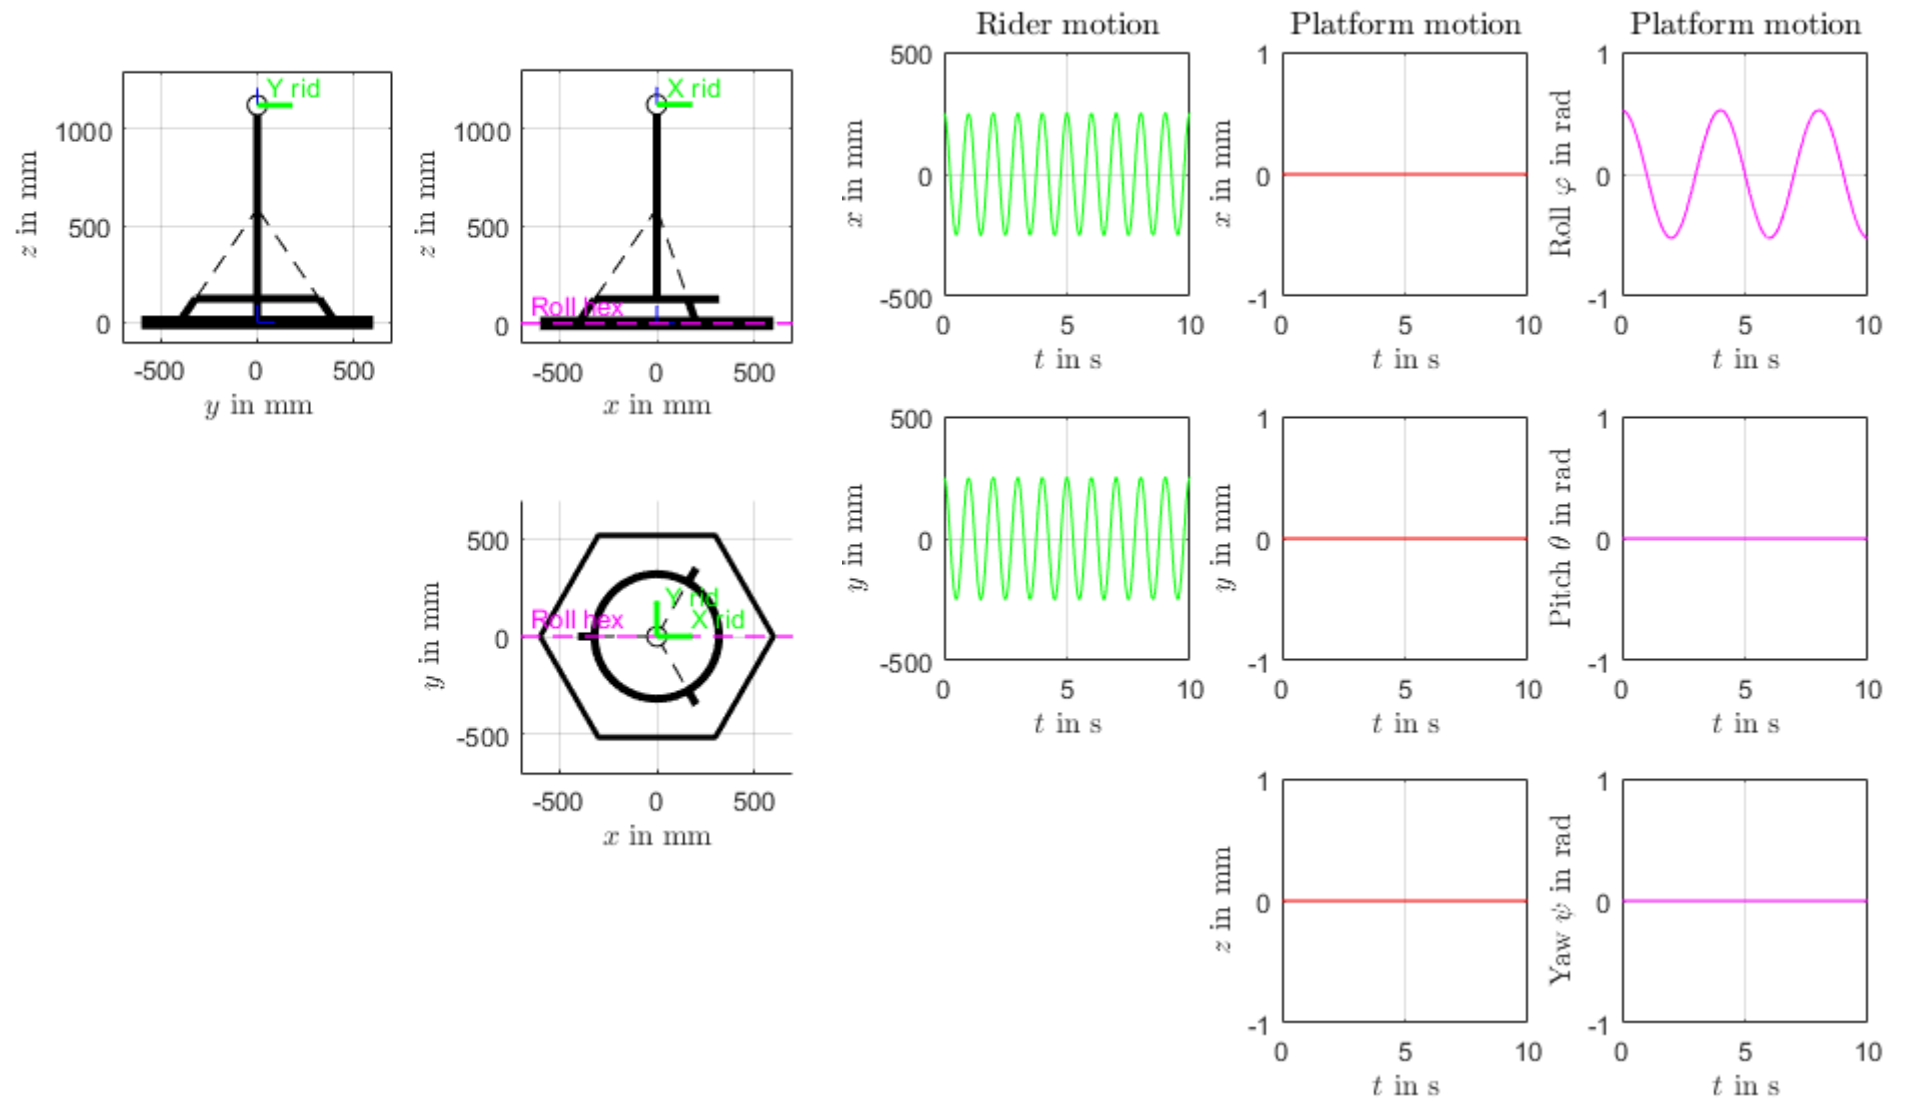 Rider motion
Platform motion
Platform motion
Y rid
1000
500
0
z in mm
-500 0 500
y in mm
X rid
1000
500
0
z in mm
Roll hex
-500 0 500
x in mm
500
0
-500
x in mm
0 5 10
t in s
1
0
-1
x in mm
0 5 10
t in s
1
0
-1
Roll φ in rad
0 5 10
t in s
500
0
-500
y in mm
Roll hex
Y rid
X rid
-500 0 500
x in mm
500
0
-500
y in mm
0 5 10
t in s
1
0
-1
y in mm
0 5 10
t in s
1
0
-1
Pitch θ in rad
0 5 10
t in s
1
0
-1
z in mm
0 5 10
t in s
1
0
-1
Yaw ψ in rad
0 5 10
t in s